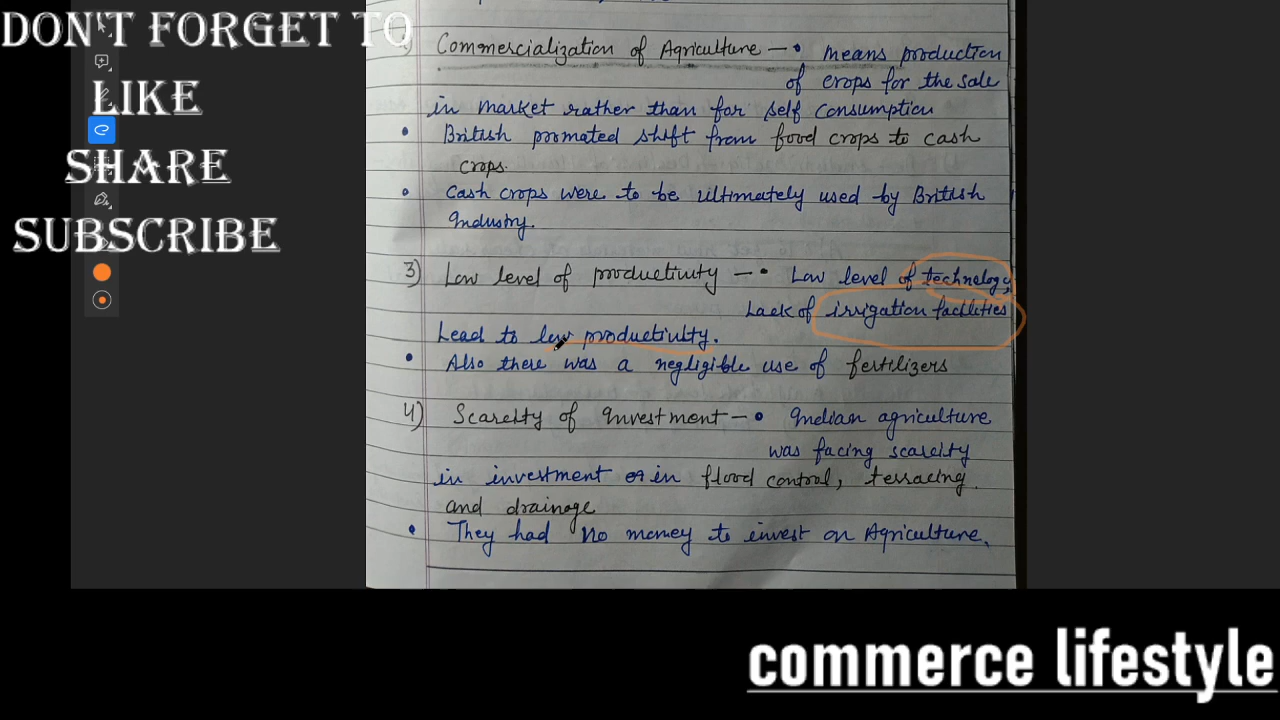 DON'T FORGET TO
LIKE
SHARE
SUBSCRIBE
Commercialization of Agriculture — • means production
of crops for the sale
in market rather than for self consumption
• British promated shift from food crops to cash
crops.
• Cash crops were to be ultimately used by British
Industry.
3) Low level of productivity — • Low level of technology,
Lack of irrigation facilities
Lead to low productivity.
• Also there was a negligible use of fertilizers
4) Scarcity of Investment — • Indian agriculture
was facing scarcity
in investment in flood control, terracing
and drainage
• They had no money to invest on Agriculture.
commerce lifestyle